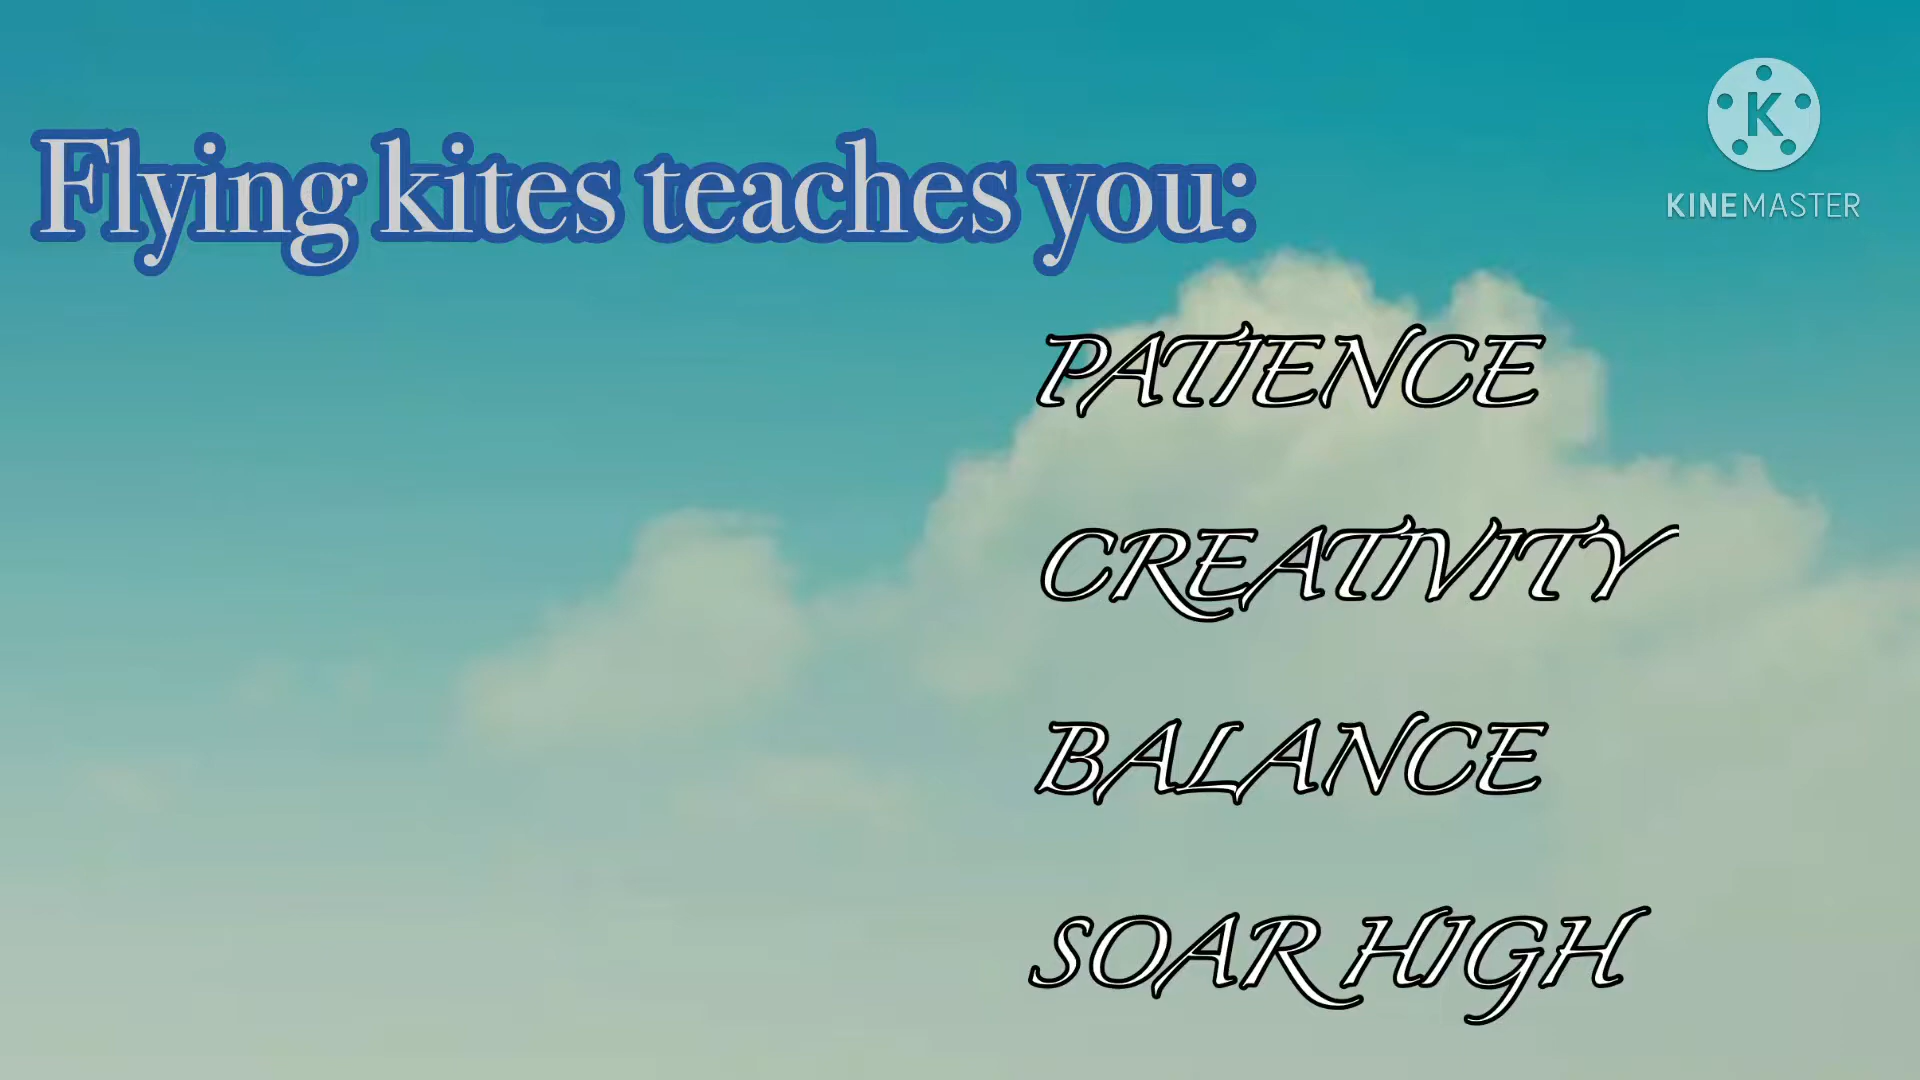 Flying kites teaches you:
K
KINEMASTER
PATIENCE
CREATIVITY
BALANCE
SOAR HIGH